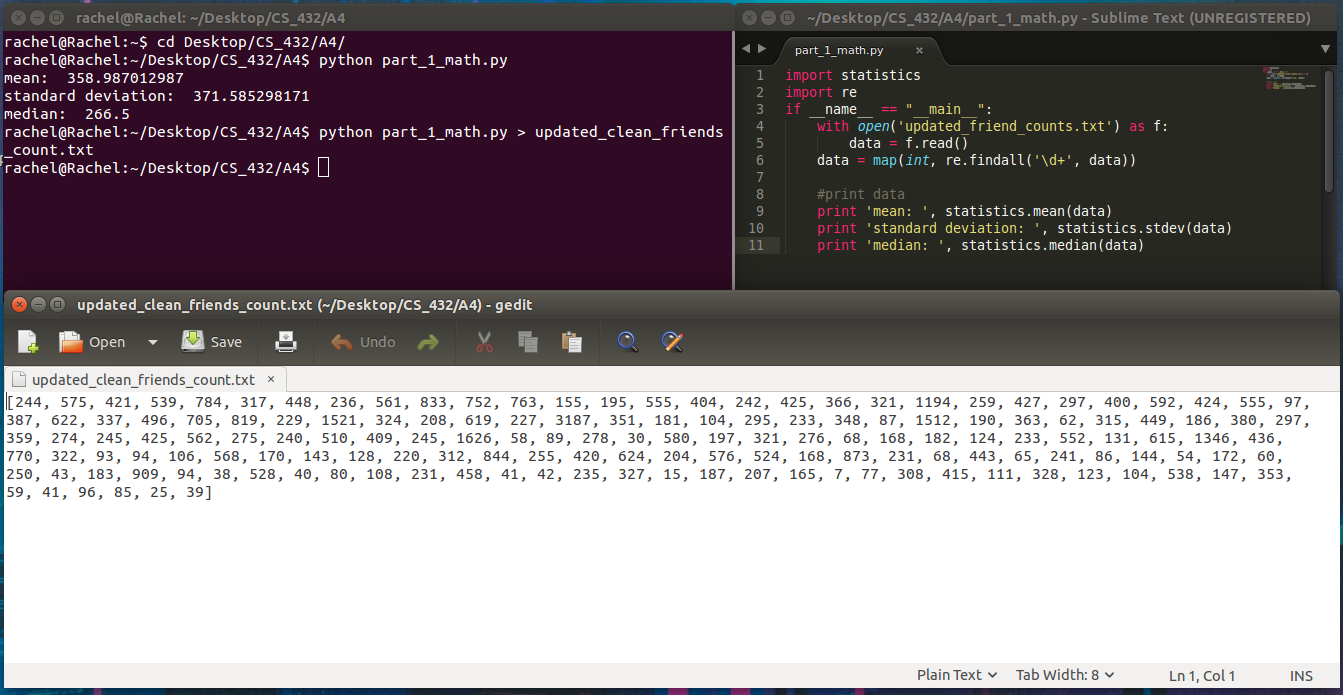 rachel@Rachel: ~/Desktop/CS_432/A4
rachel@Rachel:~$ cd Desktop/CS_432/A4/
rachel@Rachel:~/Desktop/CS_432/A4$ python part_1_math.py
mean:  358.987012987
standard deviation:  371.585298171
median:  266.5
rachel@Rachel:~/Desktop/CS_432/A4$ python part_1_math.py > updated_clean_friends
_count.txt
rachel@Rachel:~/Desktop/CS_432/A4$
~/Desktop/CS_432/A4/part_1_math.py - Sublime Text (UNREGISTERED)
part_1_math.py ×
1 import statistics
2 import re
3 if __name__ == "__main__":
4     with open('updated_friend_counts.txt') as f:
5         data = f.read()
6     data = map(int, re.findall('\d+', data))
7
8     #print data
9     print 'mean: ', statistics.mean(data)
10     print 'standard deviation: ', statistics.stdev(data)
11     print 'median: ', statistics.median(data)
updated_clean_friends_count.txt (~/Desktop/CS_432/A4) - gedit
Open Save Undo
updated_clean_friends_count.txt ×
[244, 575, 421, 539, 784, 317, 448, 236, 561, 833, 752, 763, 155, 195, 555, 404, 242, 425, 366, 321, 1194, 259, 427, 297, 400, 592, 424, 555, 97,
387, 622, 337, 496, 705, 819, 229, 1521, 324, 208, 619, 227, 3187, 351, 181, 104, 295, 233, 348, 87, 1512, 190, 363, 62, 315, 449, 186, 380, 297,
359, 274, 245, 425, 562, 275, 240, 510, 409, 245, 1626, 58, 89, 278, 30, 580, 197, 321, 276, 68, 168, 182, 124, 233, 552, 131, 615, 1346, 436,
770, 322, 93, 94, 106, 568, 170, 143, 128, 220, 312, 844, 255, 420, 624, 204, 576, 524, 168, 873, 231, 68, 443, 65, 241, 86, 144, 54, 172, 60,
250, 43, 183, 909, 94, 38, 528, 40, 80, 108, 231, 458, 41, 42, 235, 327, 15, 187, 207, 165, 7, 77, 308, 415, 111, 328, 123, 104, 538, 147, 353,
59, 41, 96, 85, 25, 39]
Plain Text Tab Width: 8 Ln 1, Col 1 INS